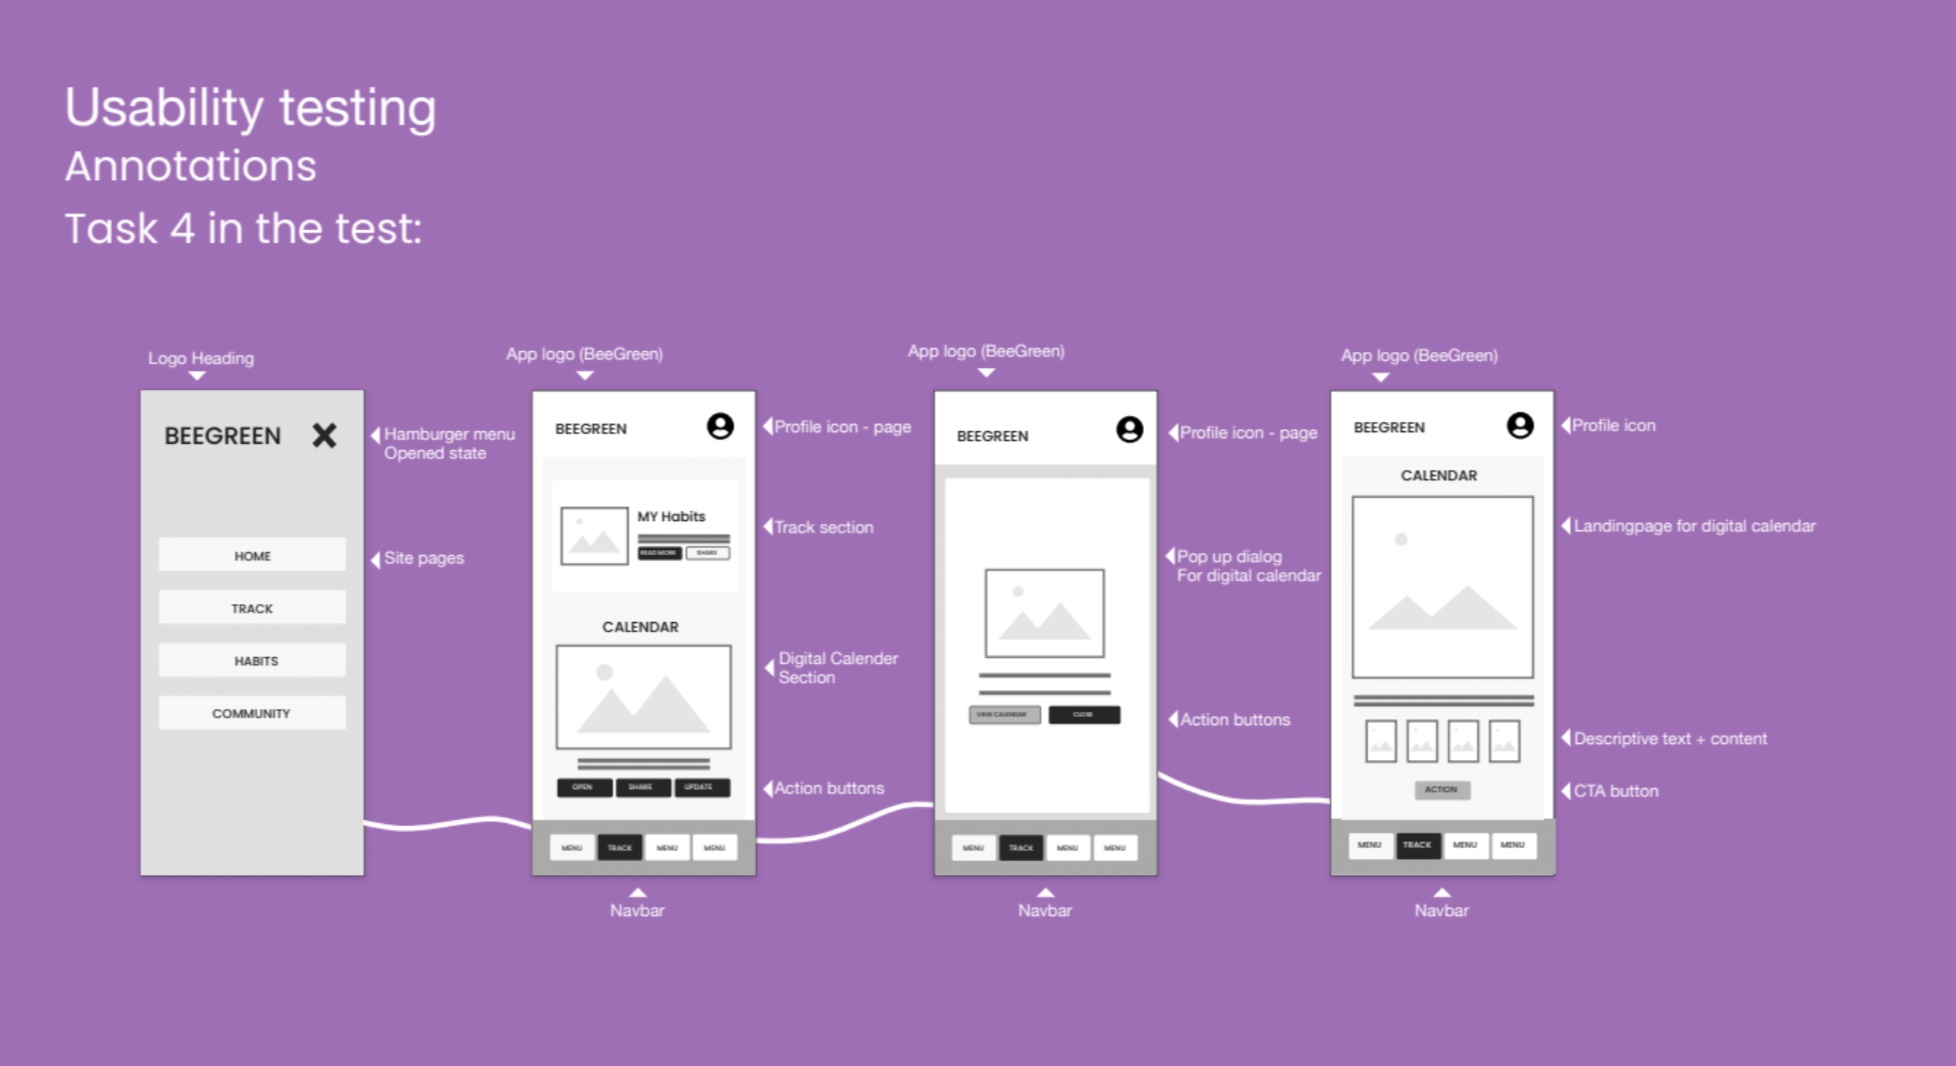 Usability testing
Annotations
Task 4 in the test:
Logo Heading
BEEGREEN
Hamburger menu
Opened state
HOME
Site pages
TRACK
HABITS
COMMUNITY
App logo (BeeGreen)
BEEGREEN
Profile icon - page
MY Habits
READ MORE
SHARE
Track section
CALENDAR
Digital Calender
Section
OPEN
SHARE
UPDATE
Action buttons
MENU
TRACK
MENU
MENU
Navbar
App logo (BeeGreen)
BEEGREEN
Profile icon - page
Pop up dialog
For digital calendar
VIEW CALENDAR
CLOSE
Action buttons
MENU
TRACK
MENU
MENU
Navbar
App logo (BeeGreen)
BEEGREEN
Profile icon
CALENDAR
Landingpage for digital calendar
Descriptive text + content
ACTION
CTA button
MENU
TRACK
MENU
MENU
Navbar